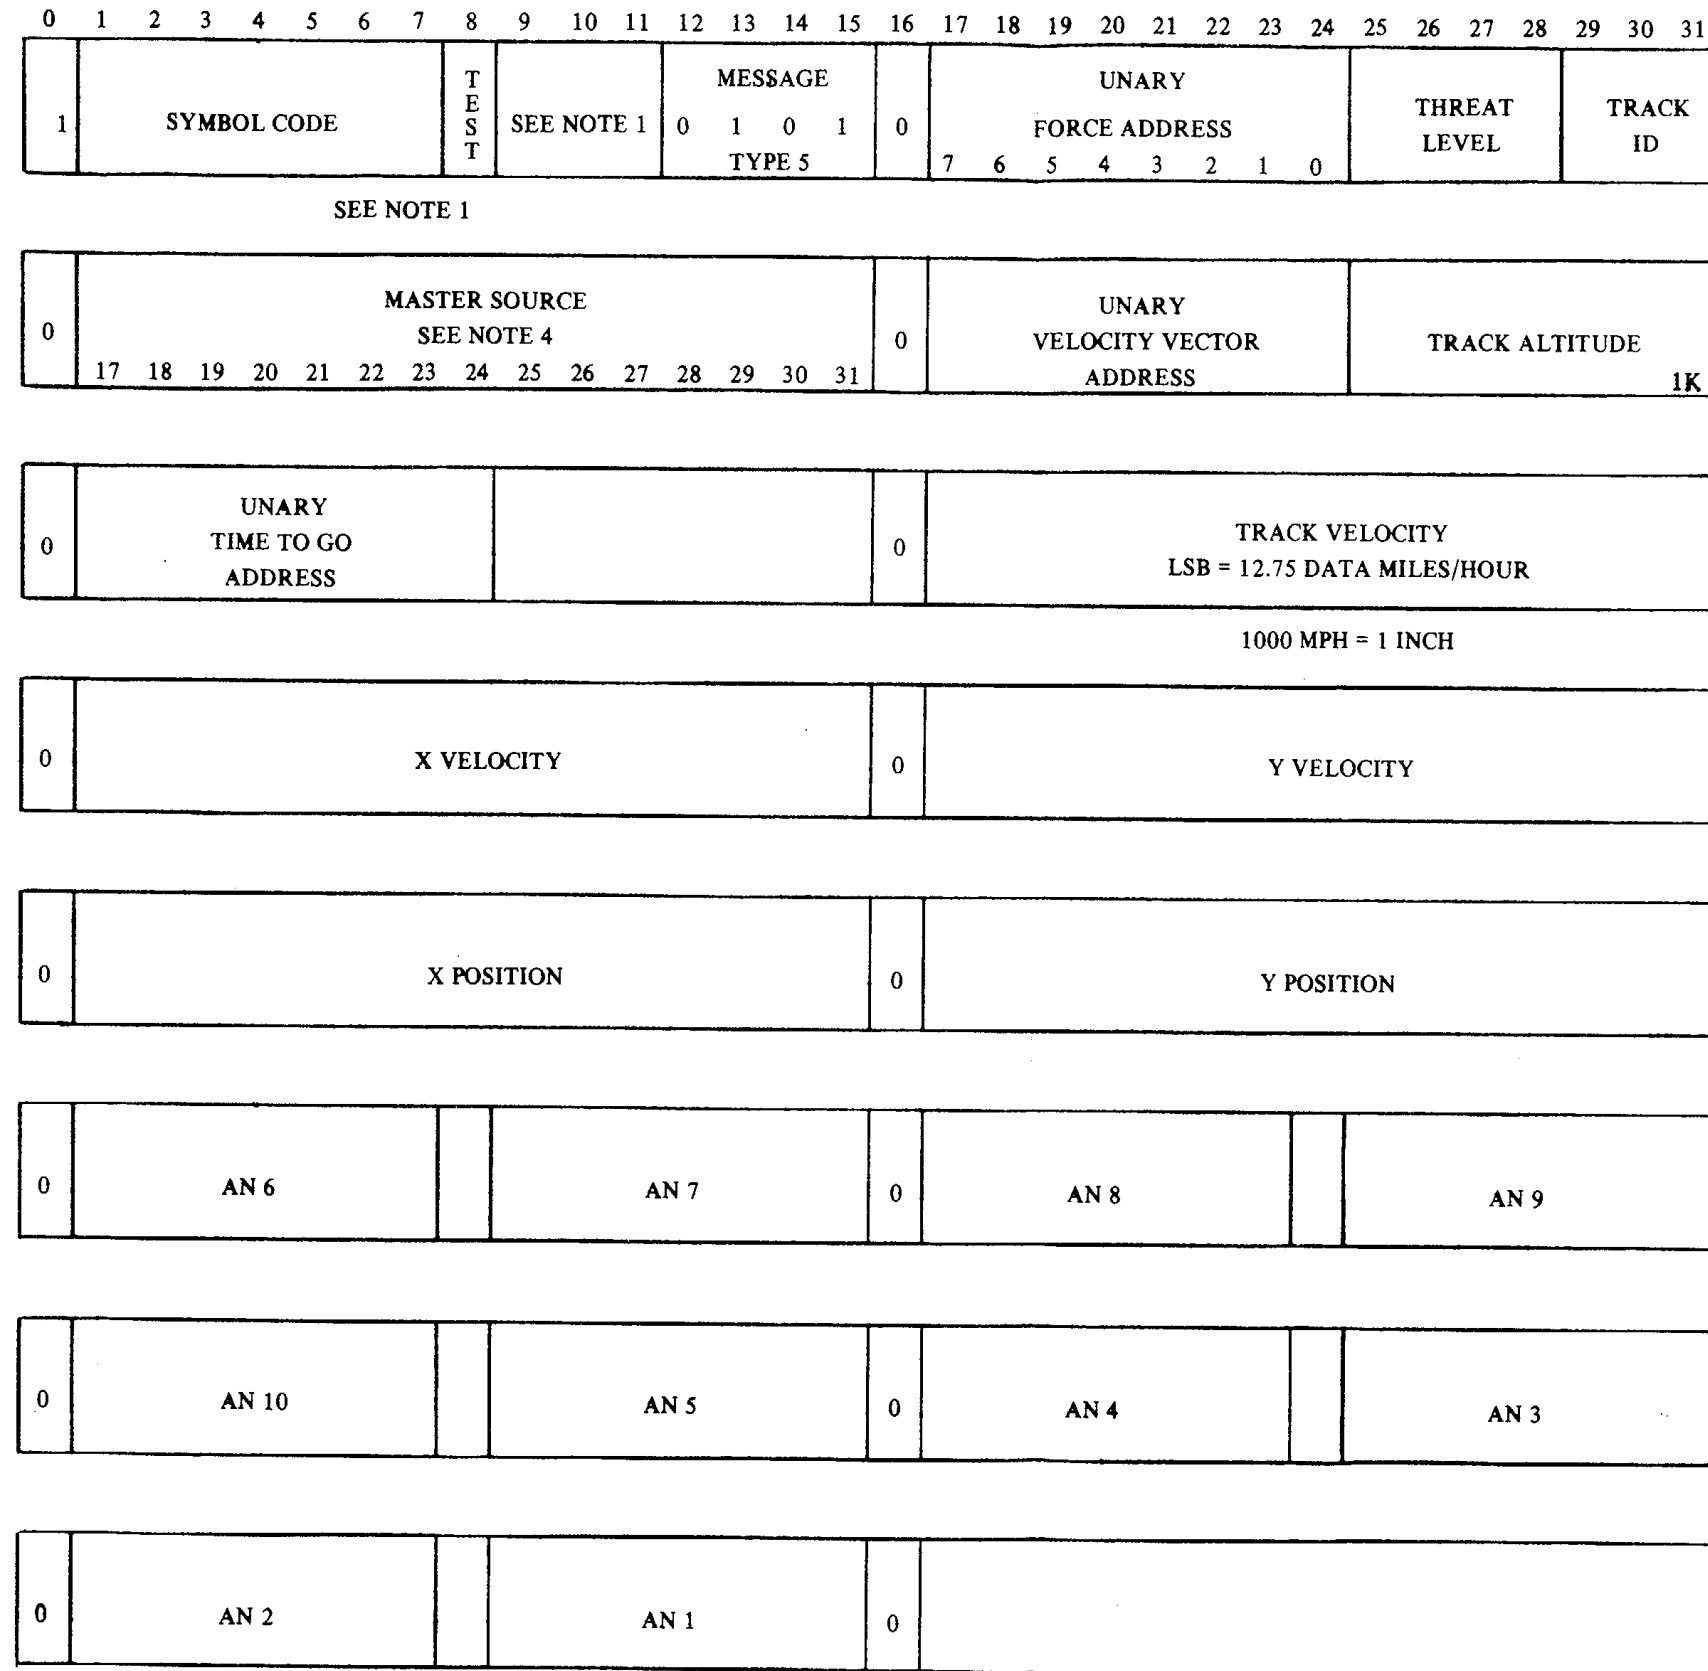 0 1 2 3 4 5 6 7 8 9 10 11 12 13 14 15 16 17 18 19 20 21 22 23 24 25 26 27 28 29 30 31
1
SYMBOL CODE
TEST
SEE NOTE 1
MESSAGE
0 1 0 1
TYPE 5
0
UNARY
FORCE ADDRESS
7 6 5 4 3 2 1 0
THREAT
LEVEL
TRACK
ID
SEE NOTE 1
0
MASTER SOURCE
SEE NOTE 4
17 18 19 20 21 22 23 24 25 26 27 28 29 30 31
0
UNARY
VELOCITY VECTOR
ADDRESS
TRACK ALTITUDE
1K
0
UNARY
TIME TO GO
ADDRESS
0
TRACK VELOCITY
LSB = 12.75 DATA MILES/HOUR
1000 MPH = 1 INCH
0
X VELOCITY
0
Y VELOCITY
0
X POSITION
0
Y POSITION
0
AN 6
AN 7
0
AN 8
AN 9
0
AN 10
AN 5
0
AN 4
AN 3
0
AN 2
AN 1
0